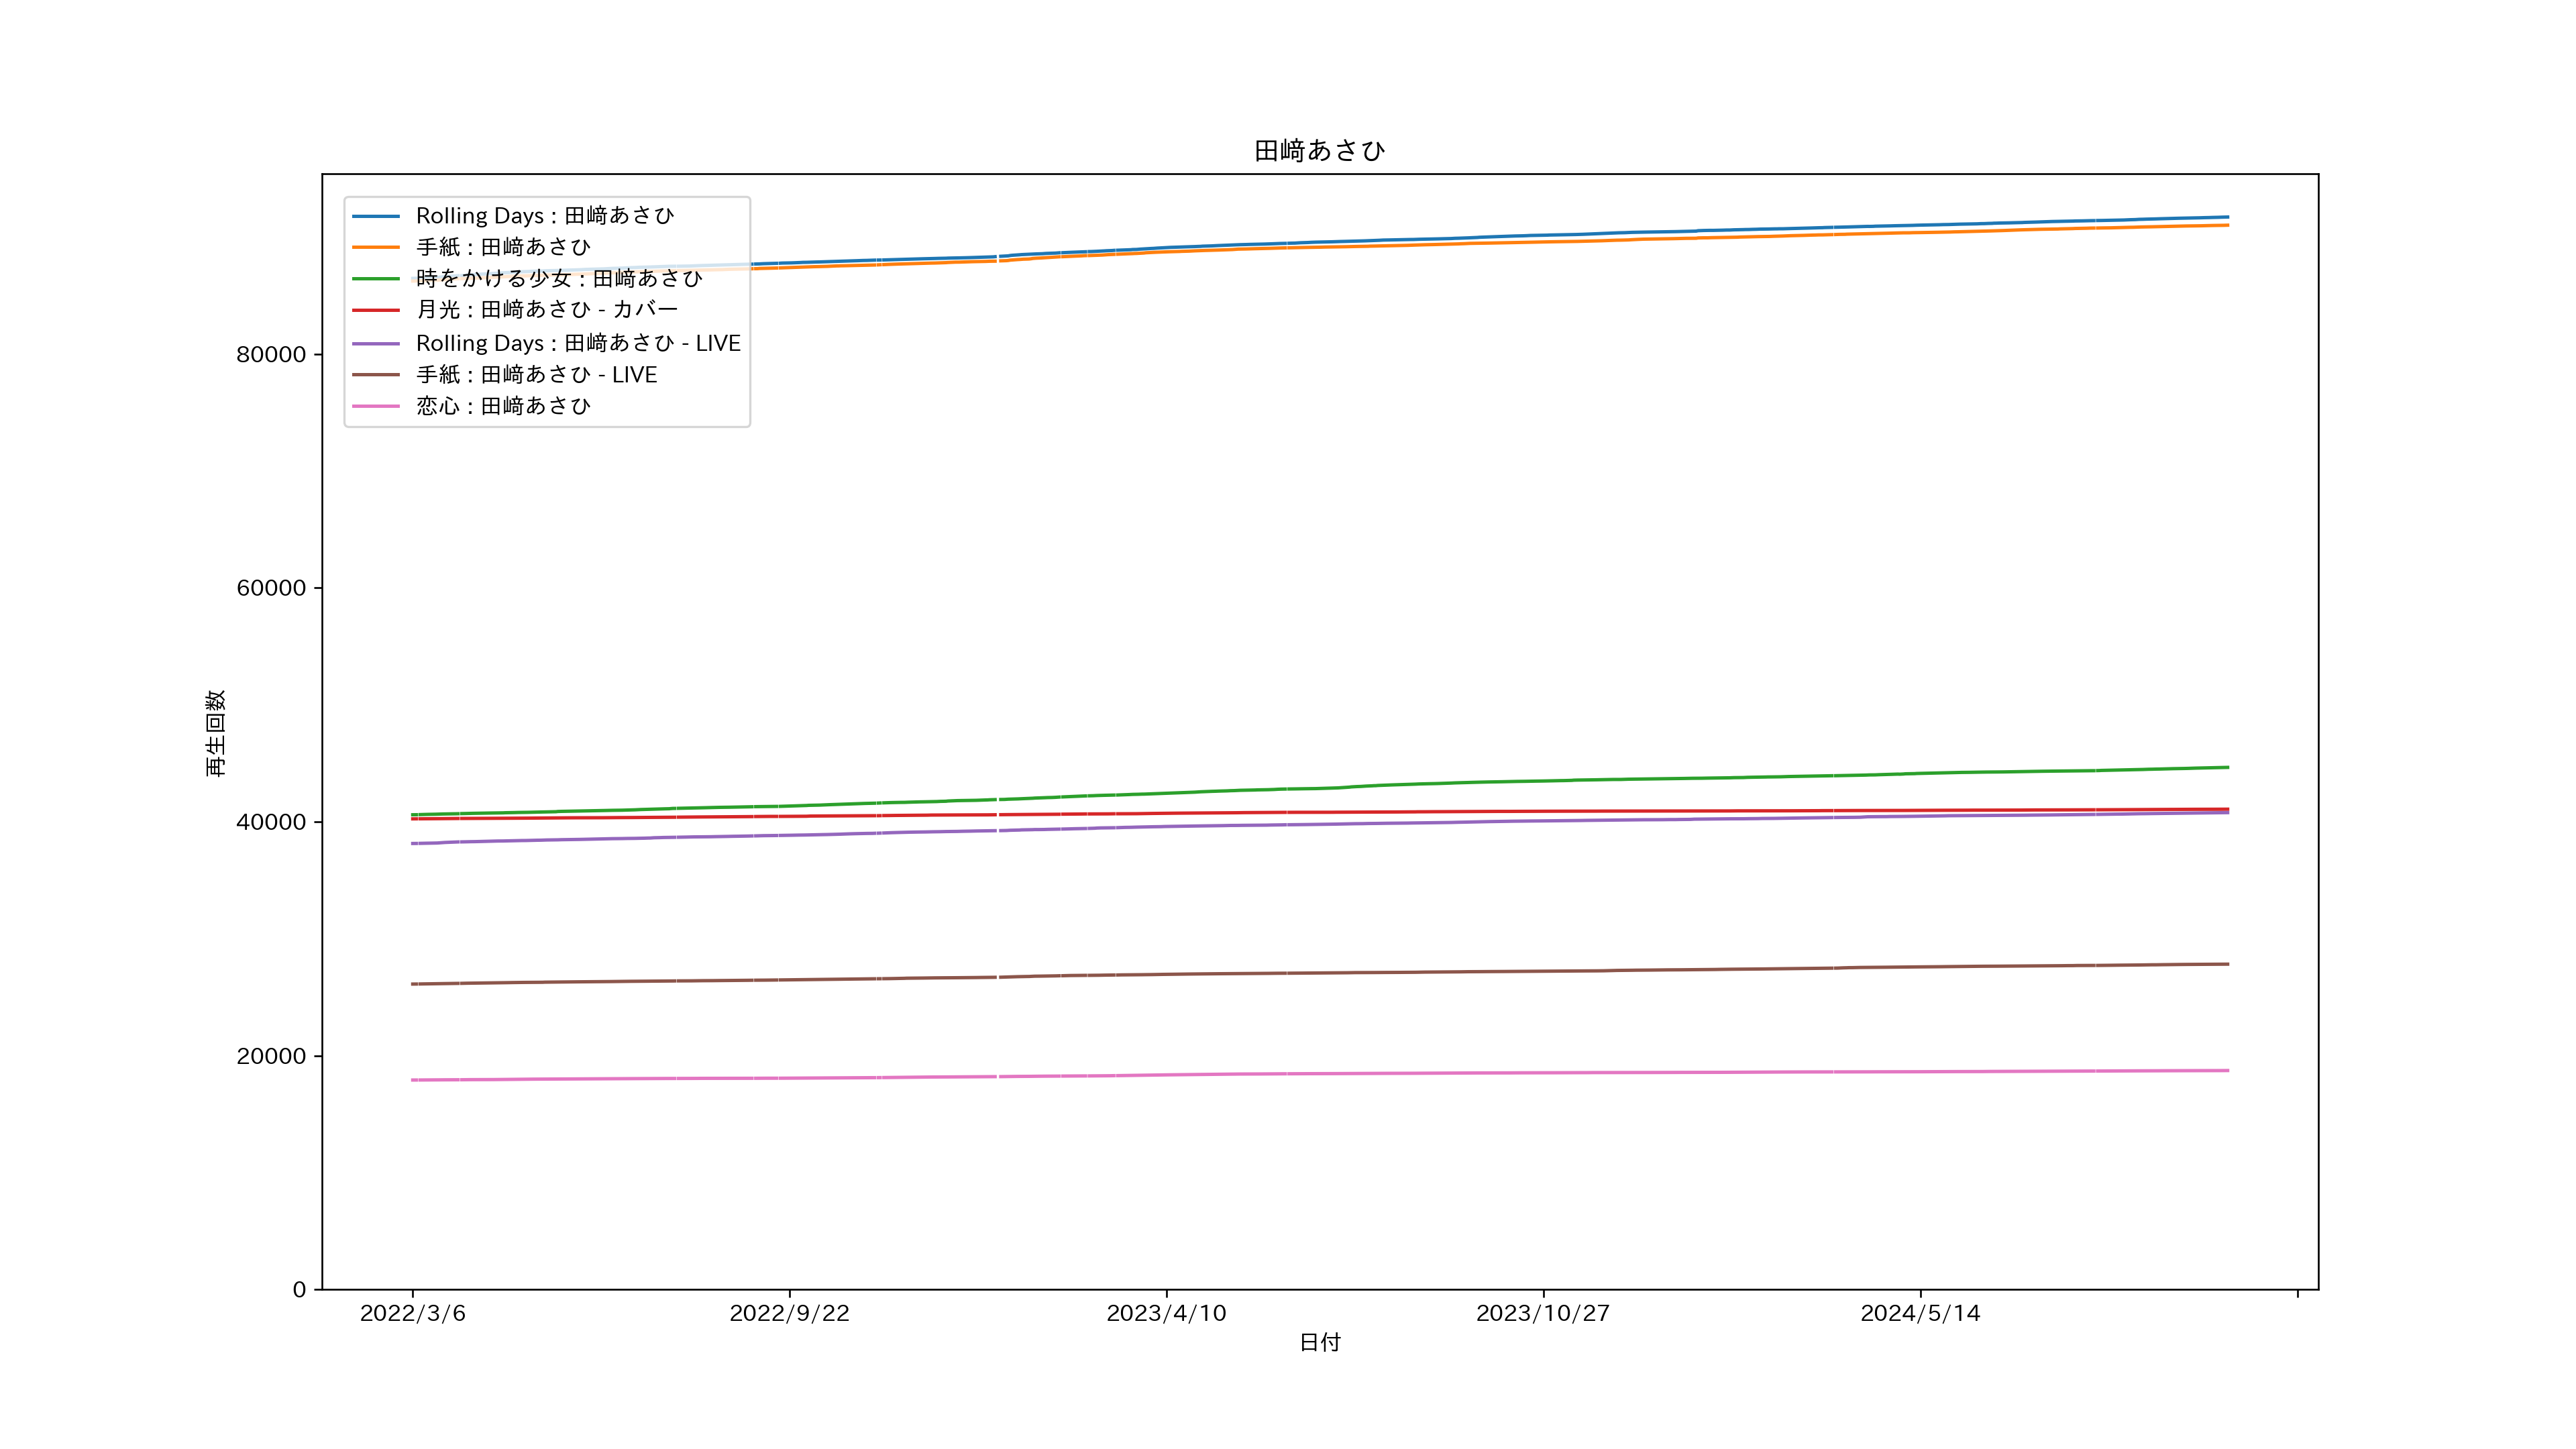 田﨑あさひ
Rolling Days : 田﨑あさひ
手紙 : 田﨑あさひ
時をかける少女 : 田﨑あさひ
月光 : 田﨑あさひ - カバー
Rolling Days : 田﨑あさひ - LIVE
手紙 : 田﨑あさひ - LIVE
恋心 : 田﨑あさひ
80000
60000
40000
20000
0
再生回数
2022/3/6
2022/9/22
2023/4/10
2023/10/27
2024/5/14
日付